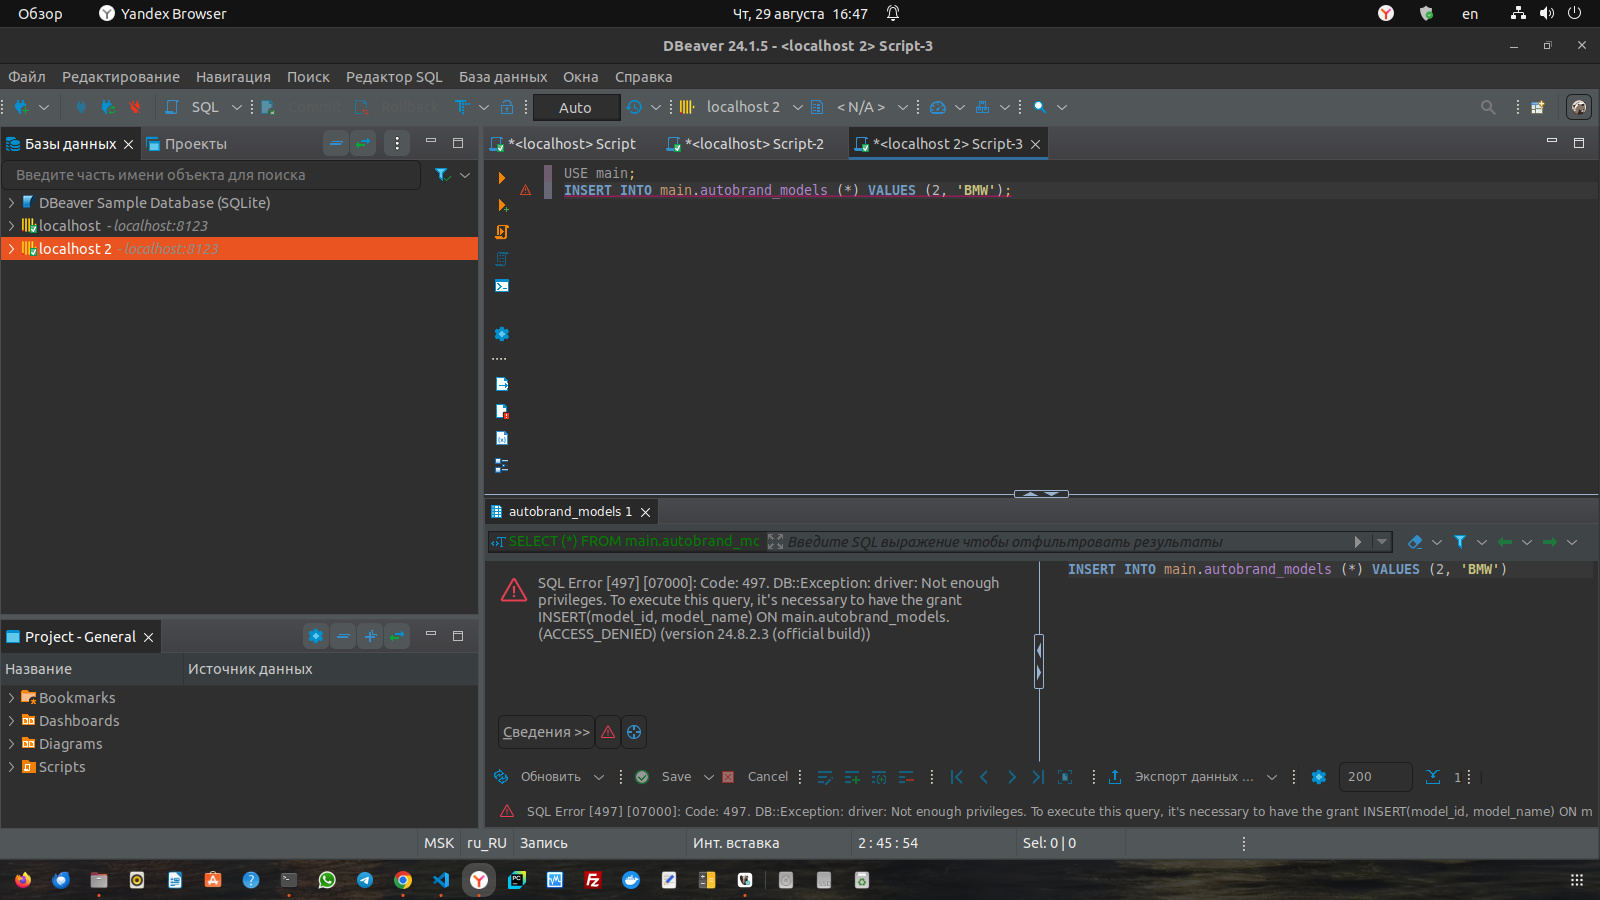 Обзор
Yandex Browser
Чт, 29 августа 16:47
en
DBeaver 24.1.5 - <localhost 2> Script-3
Файл Редактирование Навигация Поиск Редактор SQL База данных Окна Справка
SQL
Commit
Rollback
Auto
localhost 2
< N/A >
Базы данных
Проекты
*<localhost> Script
*<localhost> Script-2
*<localhost 2> Script-3
Введите часть имени объекта для поиска
DBeaver Sample Database (SQLite)
localhost - localhost:8123
localhost 2 - localhost:8123
USE main;
INSERT INTO main.autobrand_models (*) VALUES (2, 'BMW');
autobrand_models 1
SELECT (*) FROM main.autobrand_mc
Введите SQL выражение чтобы отфильтровать результаты
SQL Error [497] [07000]: Code: 497. DB::Exception: driver: Not enough
privileges. To execute this query, it's necessary to have the grant
INSERT(model_id, model_name) ON main.autobrand_models.
(ACCESS_DENIED) (version 24.8.2.3 (official build))
INSERT INTO main.autobrand_models (*) VALUES (2, 'BMW')
Сведения >>
Project - General
Название
Источник данных
Bookmarks
Dashboards
Diagrams
Scripts
Обновить
Save
Cancel
Экспорт данных ...
200
1
SQL Error [497] [07000]: Code: 497. DB::Exception: driver: Not enough privileges. To execute this query, it's necessary to have the grant INSERT(model_id, model_name) ON m
MSK
ru_RU
Запись
Инт. вставка
2 : 45 : 54
Sel: 0 | 0